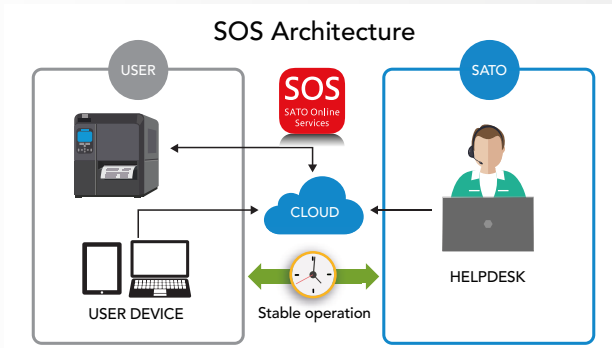 SOS Architecture
USER
SATO
SOS
SATO Online
Services
CLOUD
USER DEVICE
Stable operation
HELPDESK